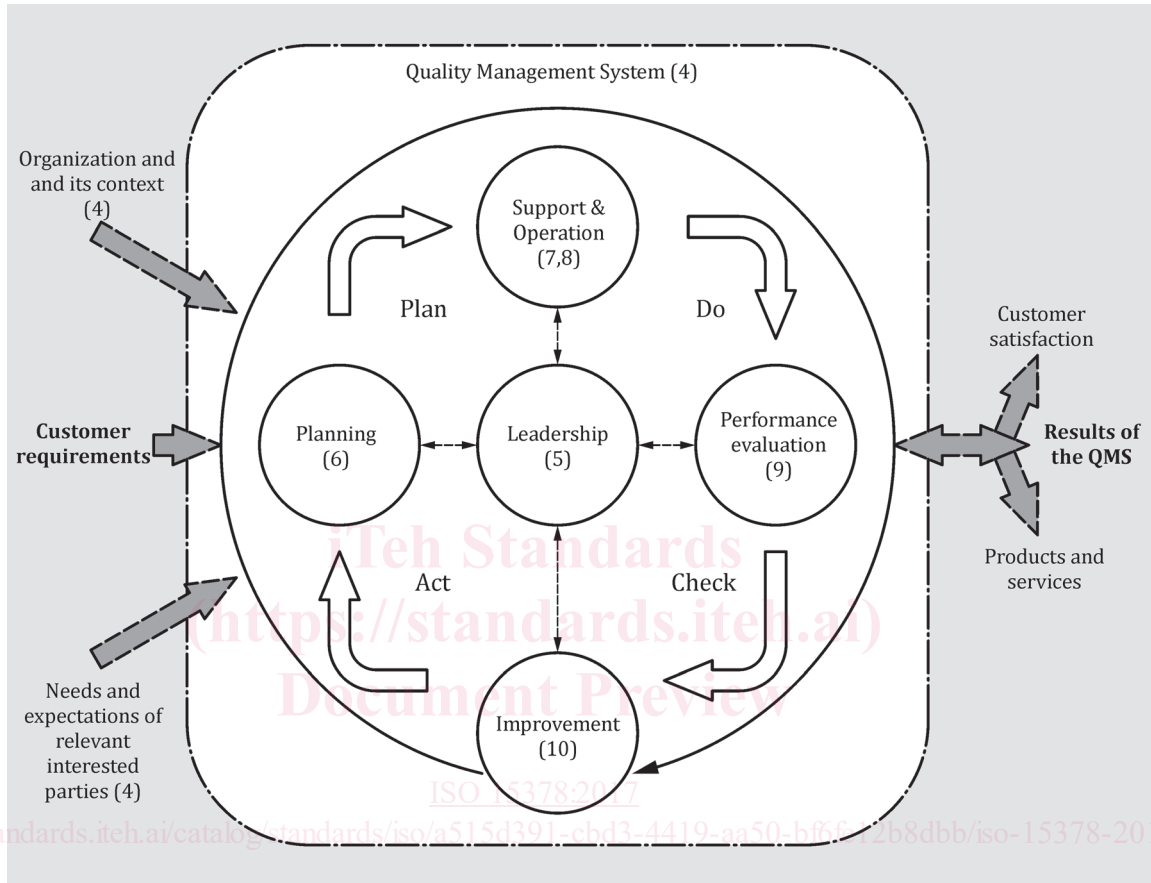 Quality Management System (4)
Organization and
and its context
(4)
Support &
Operation
(7,8)
Plan
Do
Customer
satisfaction
Customer
requirements
Planning
(6)
Leadership
(5)
Performance
evaluation
(9)
Results of
the QMS
iTeh Standards
Act
Check
Products and
services
(https://standards.iteh.ai)
Document Preview
Needs and
expectations of
relevant
interested
parties (4)
Improvement
(10)
ISO 15378:2017
andards.iteh.ai/catalog/standards/iso/a515d391-cbd3-4419-aa50-bf6fc12b8dbb/iso-15378-201